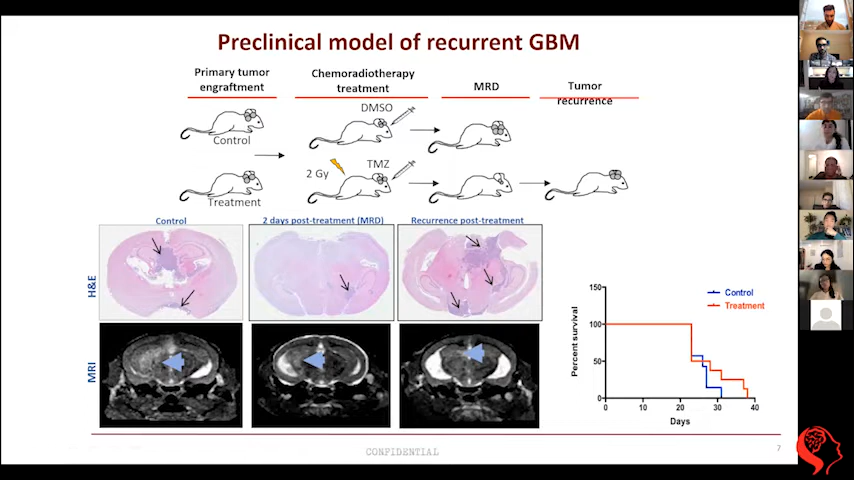 Preclinical model of recurrent GBM
Primary tumor
engraftment
Chemoradiotherapy
treatment
MRD
Tumor
recurrence
DMSO
Control
2 Gy
TMZ
Treatment
Control
2 days post-treatment (MRD)
Recurrence post-treatment
H&E
MRI
Percent survival
150
100
50
0
0
10
20
30
40
Days
Control
Treatment
CONFIDENTIAL
7